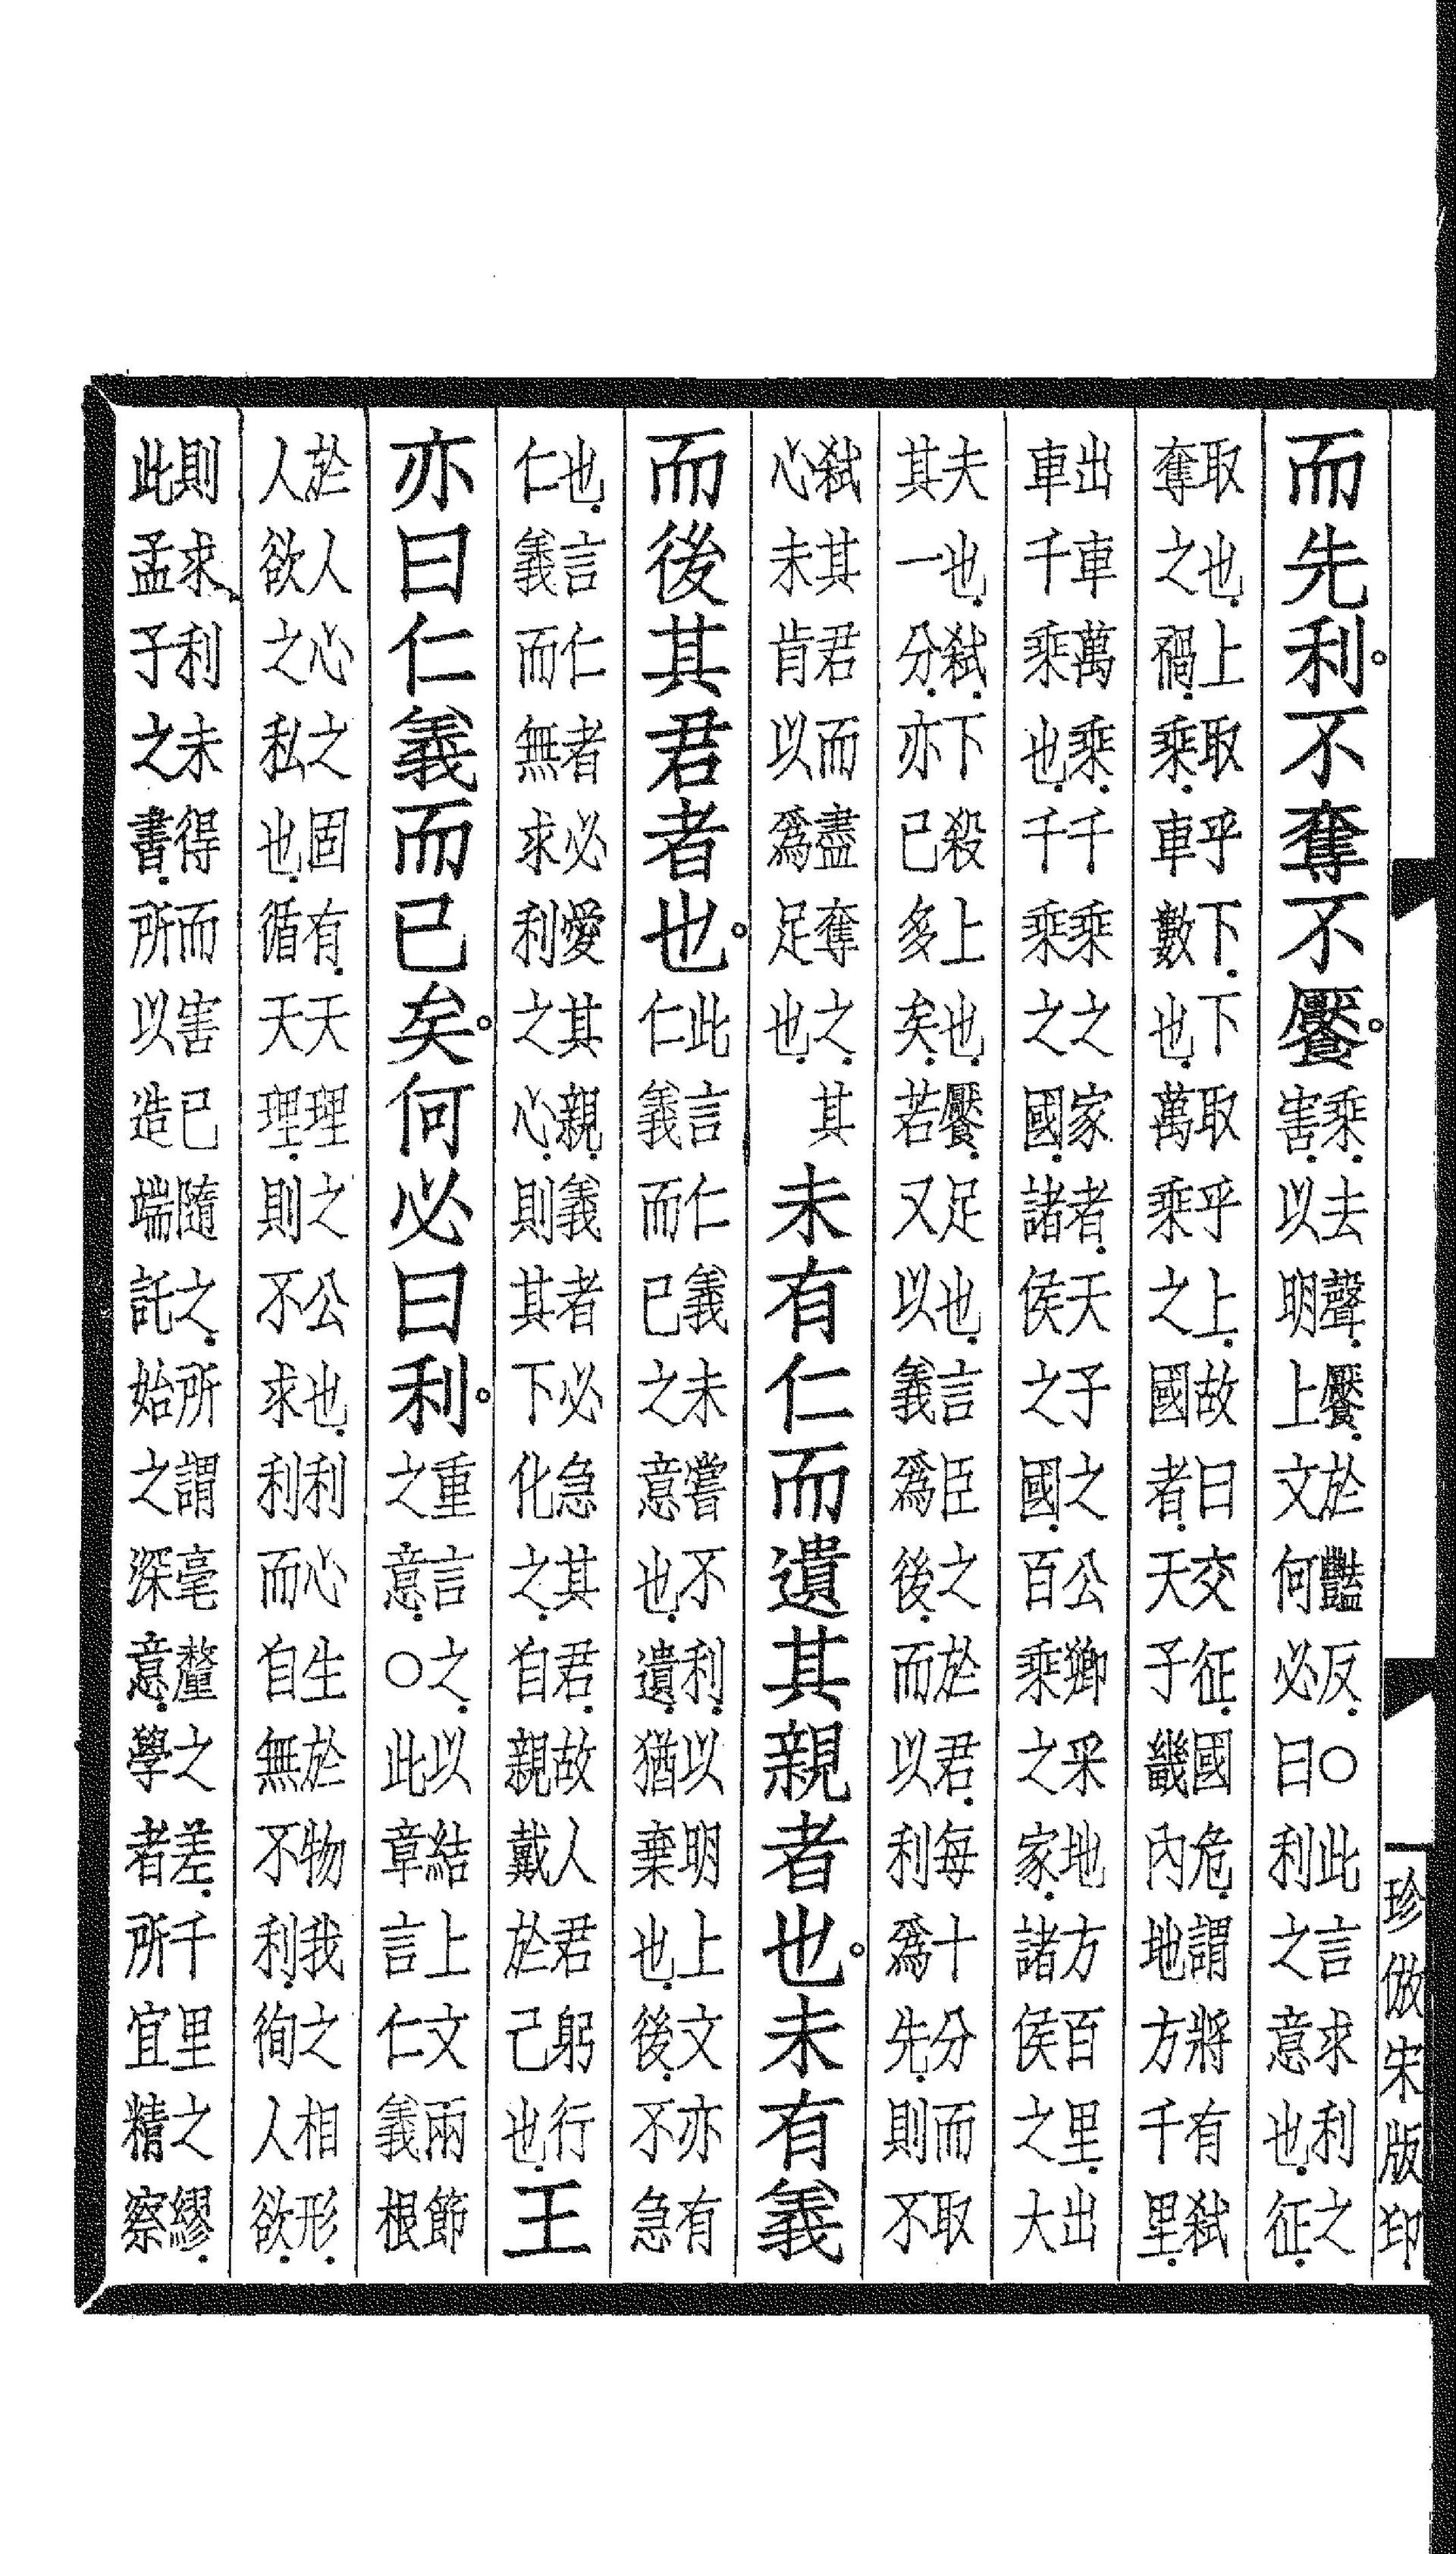 珍倣宋版印
而先利。不奪不饜。乘.去聲.饜.於豔反.○此言求利之害.以明上文何必曰利之意也.征.
取也.上取乎下.下取乎上.故曰交征.國危.謂將有弒奪之禍.乘.車數也.萬乘之國者.天子畿內地方千里.
出車萬乘.千乘之家者.天子之公卿采地方百里.出車千乘也.千乘之國.諸侯之國.百乘之家.諸侯之大
夫也.弒.下殺上也.饜.足也.言臣之於君.每十分而取其一分.亦已多矣.若又以義爲後.而以利爲先.則不
弒其君而盡奪之.其心未肯以爲足也.未有仁而遺其親者也。未有義
而後其君者也。此言仁義未嘗不利.以明上文亦有仁義而已之意也.遺.猶棄也.後.不急
也.言仁者必愛其親.義者必急其君.故人君躬行仁義而無求利之心.則其下化之.自親戴於己也.王
亦曰仁義而已矣。何必曰利。重言之.以結上文兩節之意.○此章言仁義根
於人心之固有.天理之公也.利心生於物我之相形.人欲之私也.循天理.則不求利而自無不利.徇人欲.
則求利未得而害已隨之.所謂毫釐之差.千里之繆.此孟子之書.所以造端託始之深意.學者所宜精察